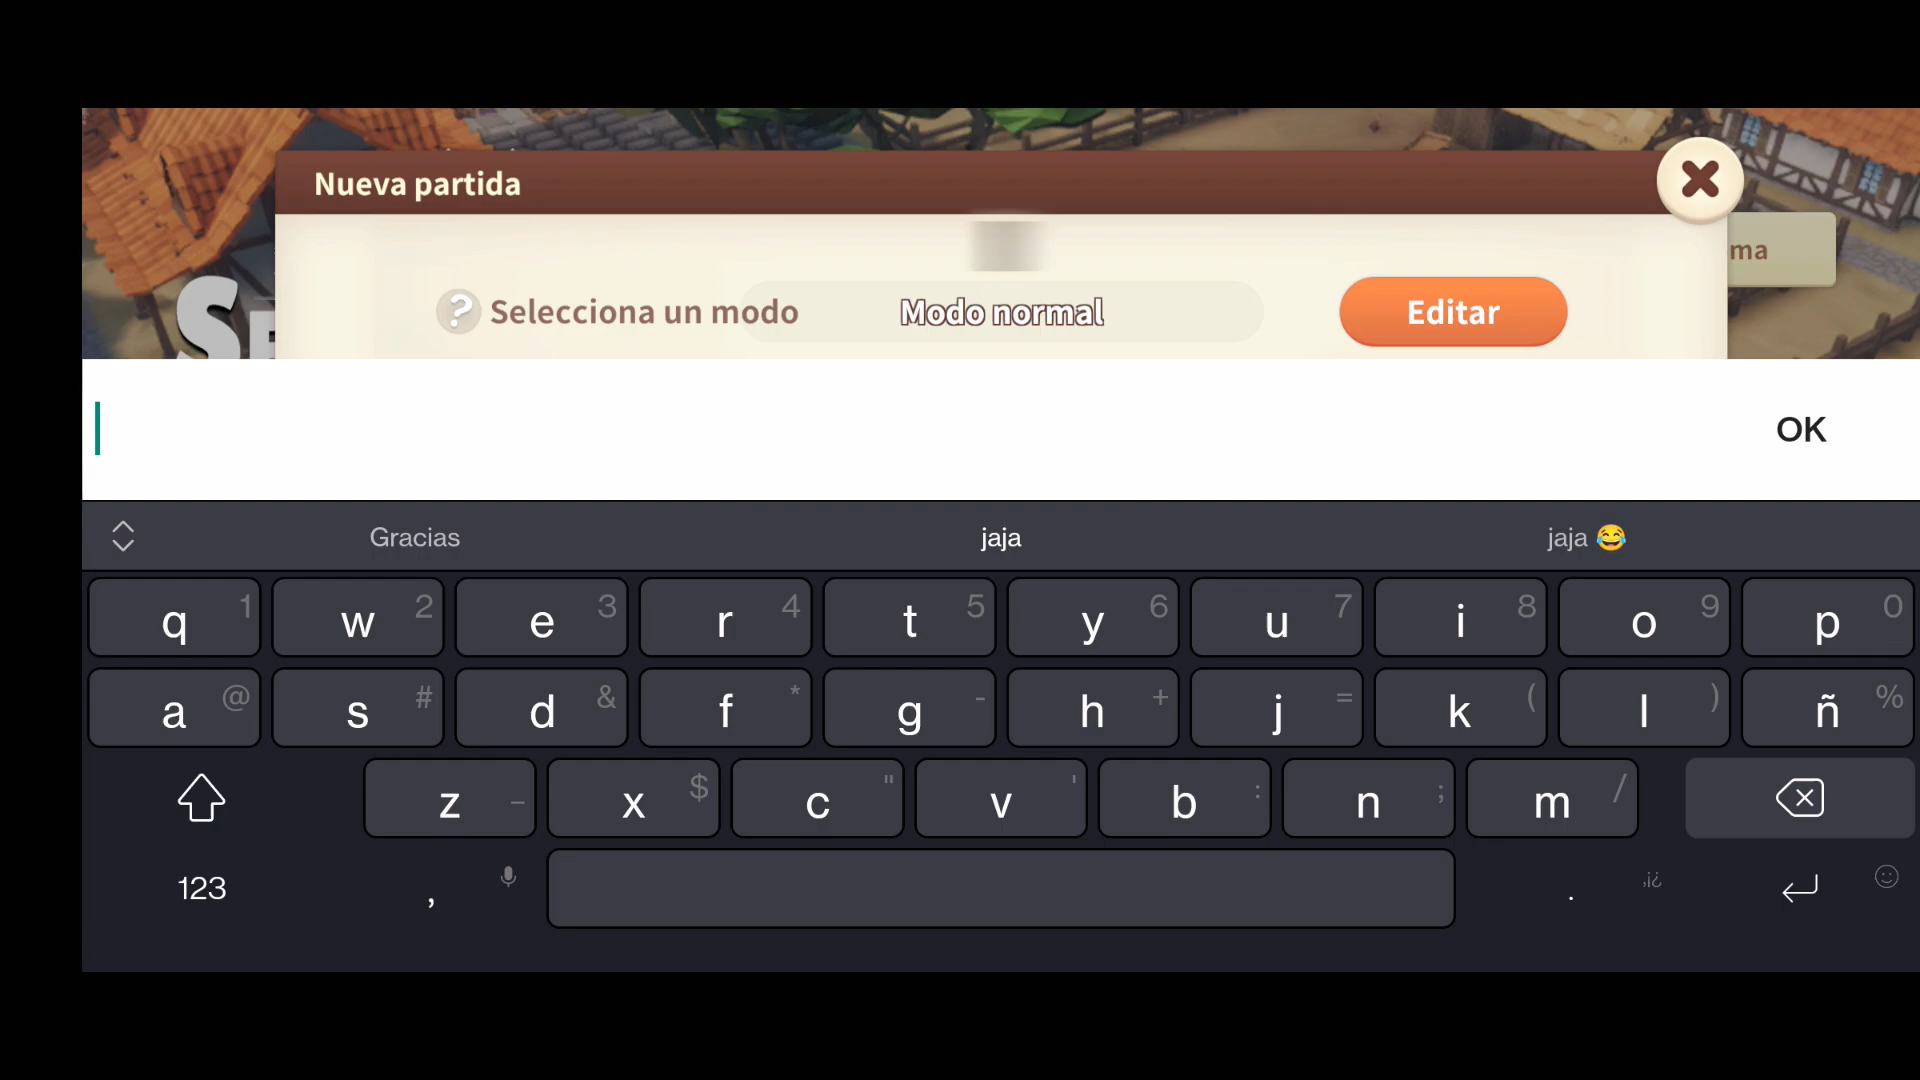 Nueva partida
ma
? Selecciona un modo Modo normal Editar
OK
Gracias jaja jaja 😂
q 1 w 2 e 3 r 4 t 5 y 6 u 7 i 8 o 9 p 0
a @ s # d & f * g - h + j = k ( l ) ñ %
z _ x $ c " v ' b : n ; m /
123 , . ,¡¿